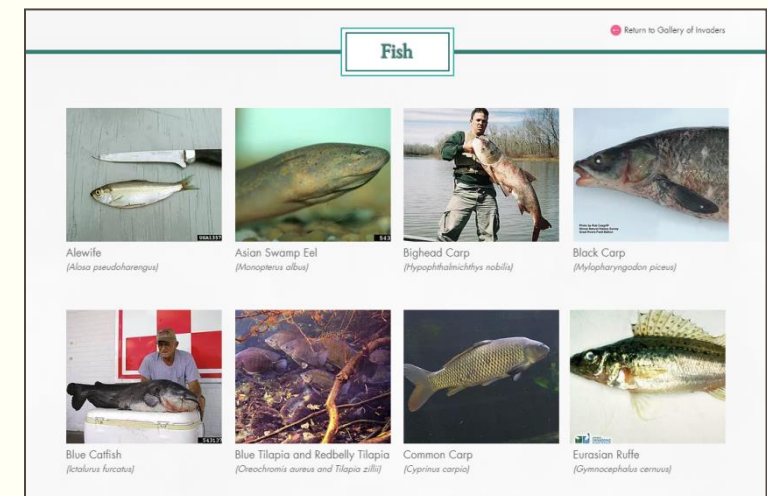 Return to Gallery of Invaders
Fish
Alewife
(Alosa pseudoharengus)
Asian Swamp Eel
(Monopterus albus)
Bighead Carp
(Hypophthalmichthys nobilis)
Black Carp
(Mylopharyngodon piceus)
Blue Catfish
(Ictalurus furcatus)
Blue Tilapia and Redbelly Tilapia
(Oreochromis aureus and Tilapia zillii)
Common Carp
(Cyprinus carpio)
Eurasian Ruffe
(Gymnocephalus cernuus)